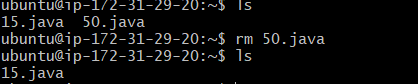 ubuntu@ip-172-31-29-20:~$ ls
15.java  50.java
ubuntu@ip-172-31-29-20:~$ rm 50.java
ubuntu@ip-172-31-29-20:~$ ls
15.java